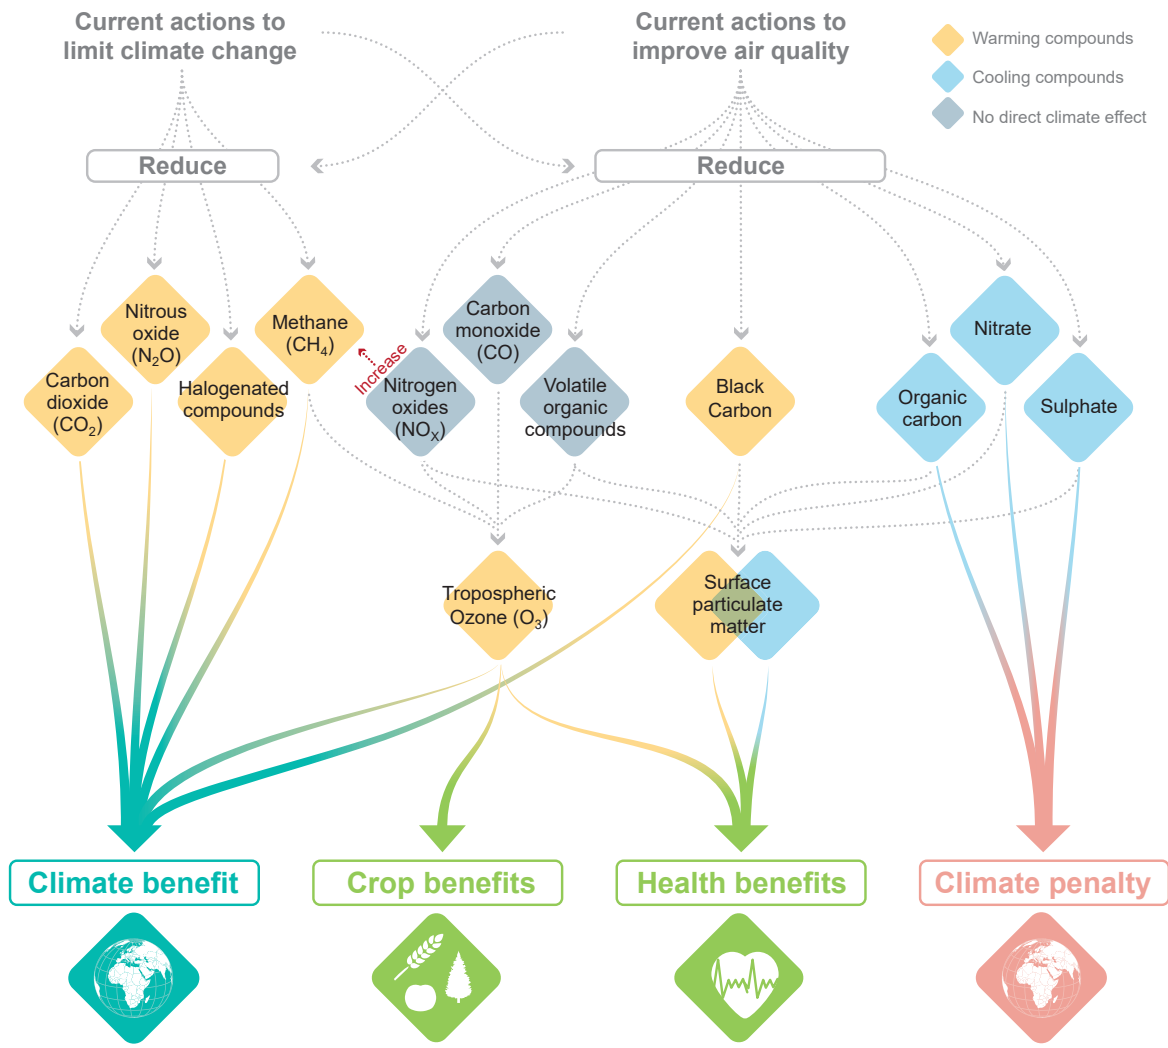 Current actions to
limit climate change
Current actions to
improve air quality
Warming compounds
Cooling compounds
No direct climate effect
Reduce
Reduce
Nitrous
oxide
(N₂O)
Methane
(CH₄)
Carbon
monoxide
(CO)
Nitrate
Increase
Carbon
dioxide
(CO₂)
Halogenated
compounds
Nitrogen
oxides
(NOₓ)
Volatile
organic
compounds
Black
Carbon
Organic
carbon
Sulphate
Tropospheric
Ozone (O₃)
Surface
particulate
matter
Climate benefit
Crop benefits
Health benefits
Climate penalty